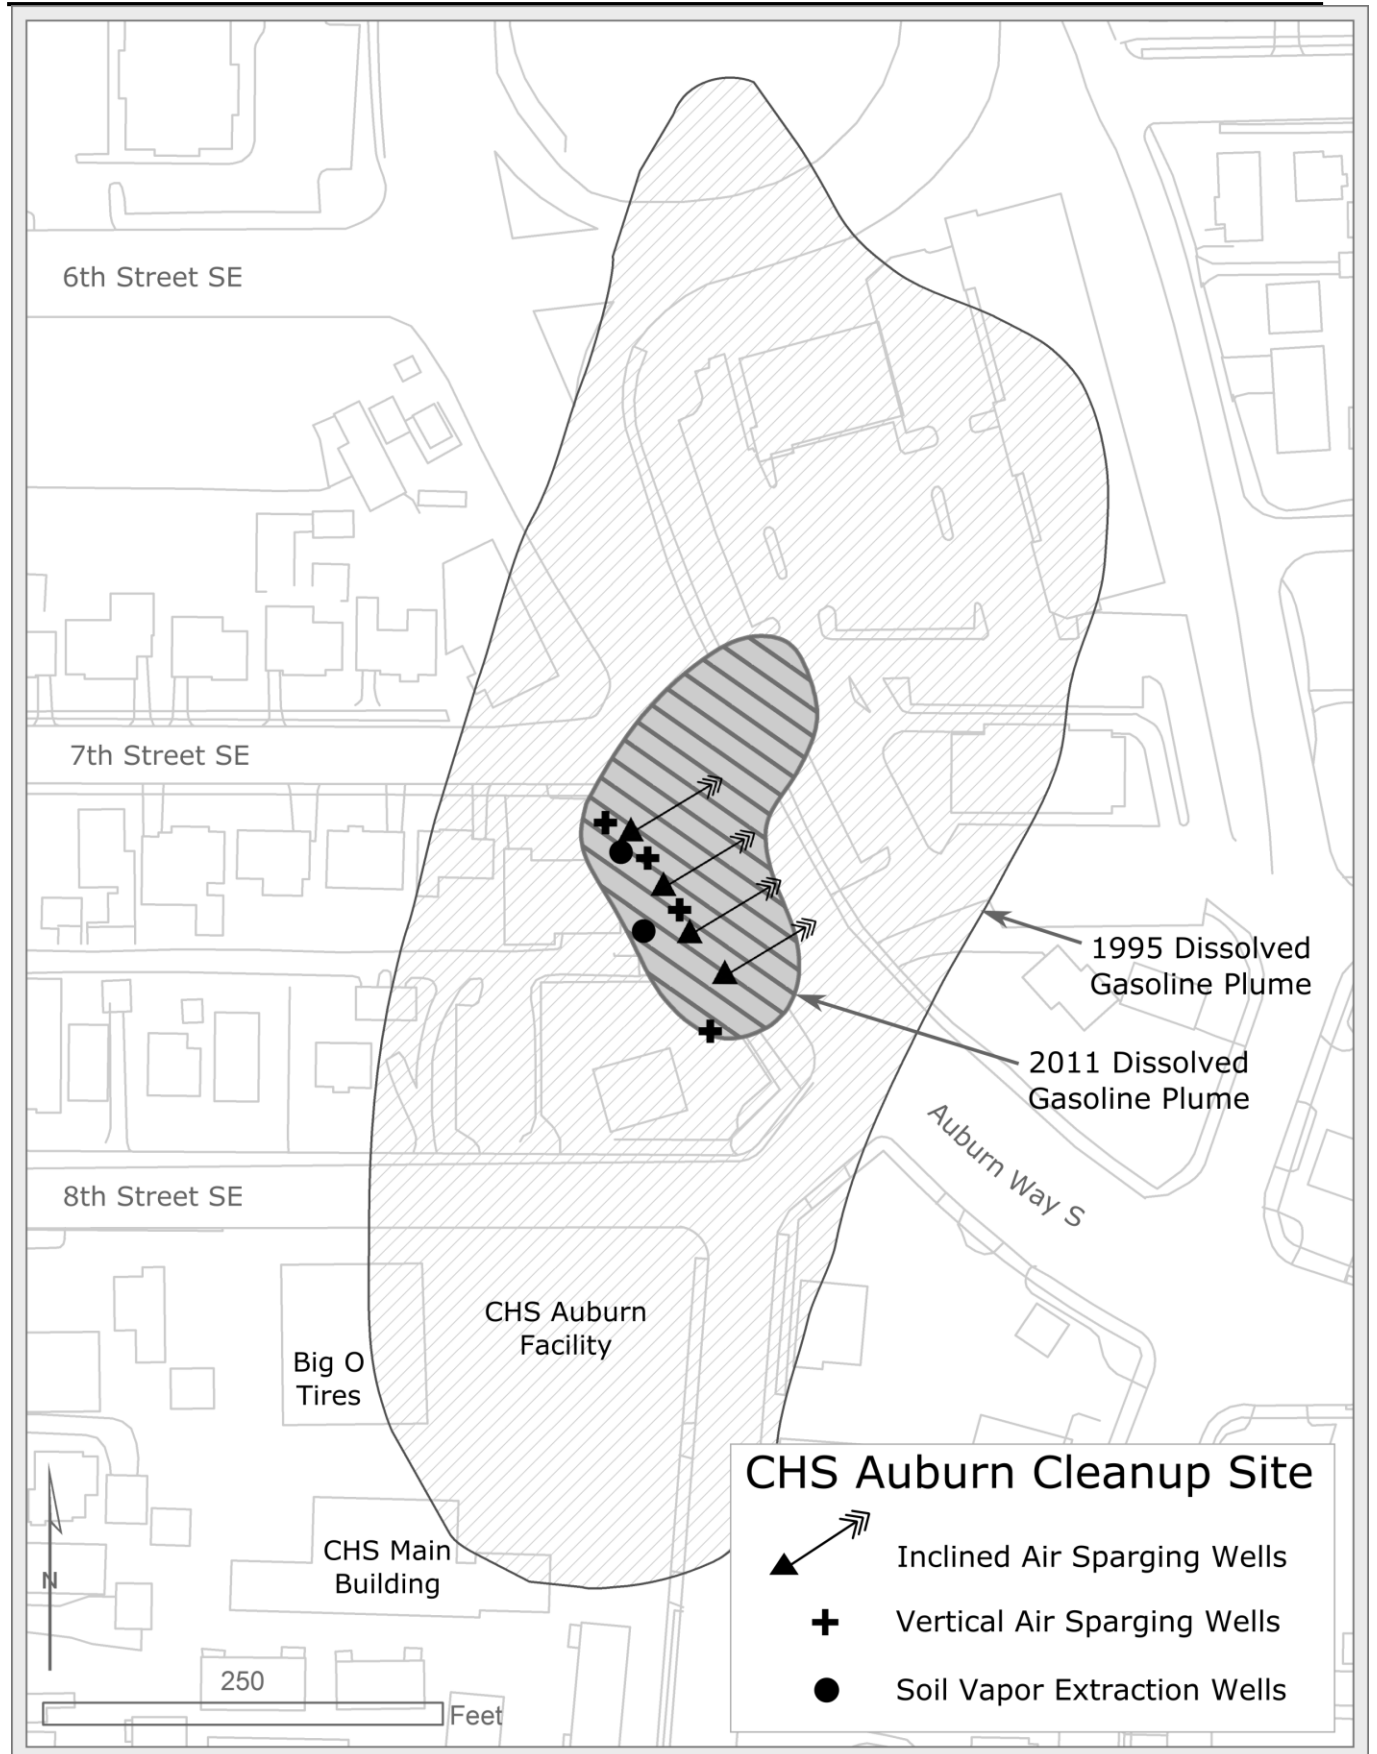 6th Street SE
7th Street SE
1995 Dissolved
Gasoline Plume
2011 Dissolved
Gasoline Plume
Auburn Way S
8th Street SE
CHS Auburn
Facility
Big O
Tires
CHS Main
Building
N
250
Feet
CHS Auburn Cleanup Site
Inclined Air Sparging Wells
Vertical Air Sparging Wells
Soil Vapor Extraction Wells